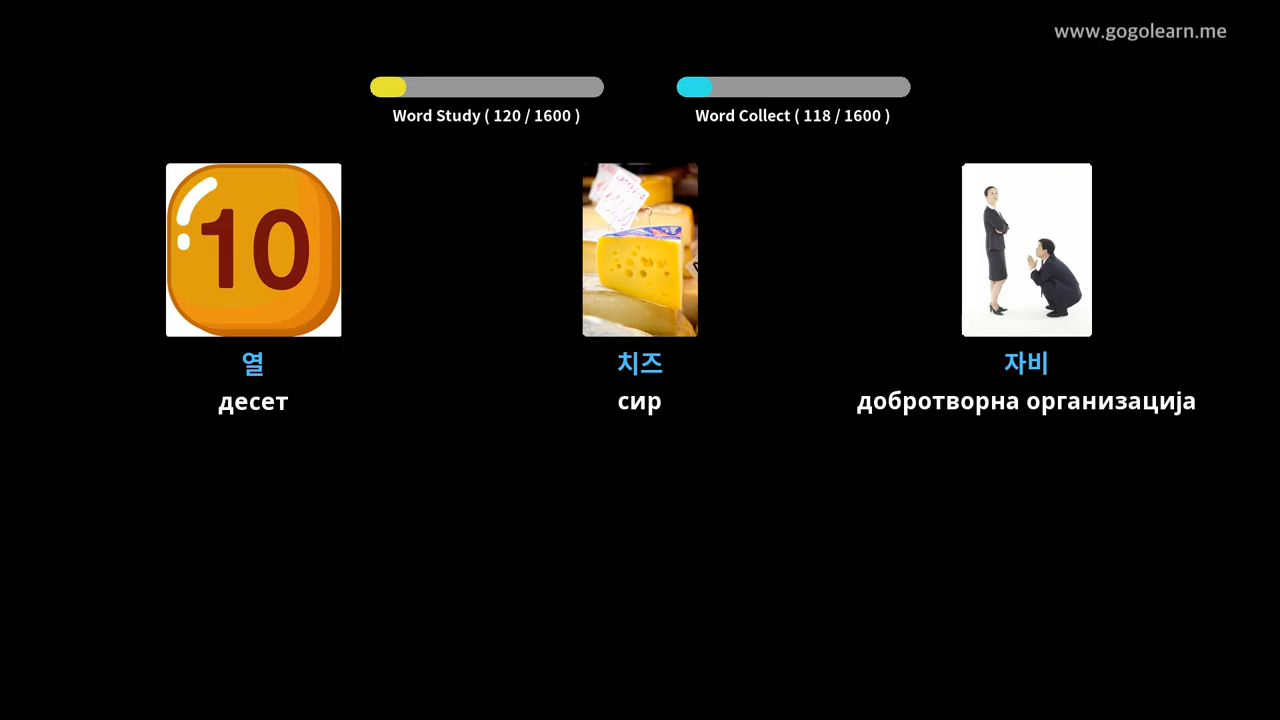 www.gogolearn.me
Word Study ( 120 / 1600 )
Word Collect ( 118 / 1600 )
10
열
치즈
자비
десет
сир
добротворна организација